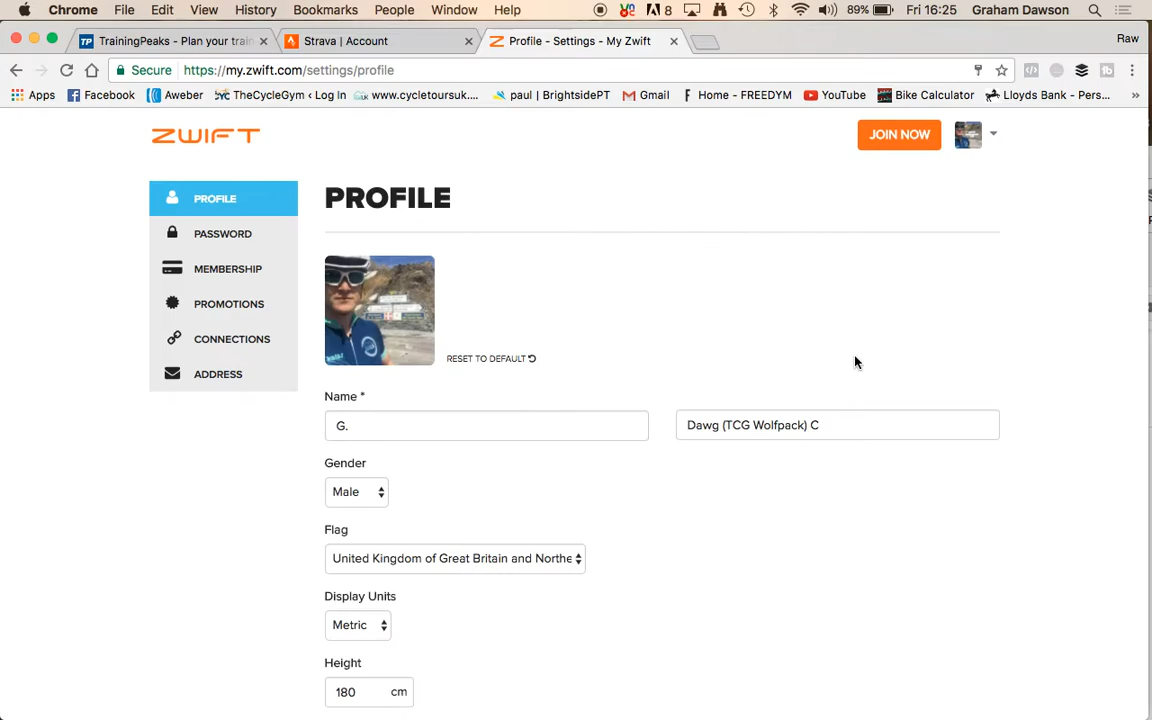 Chrome File Edit View History Bookmarks People Window Help 8 89% Fri 16:25 Graham Dawson
TrainingPeaks - Plan your train Strava | Account Profile - Settings - My Zwift Raw
Secure https://my.zwift.com/settings/profile
Apps Facebook Aweber TheCycleGym ‹ Log In www.cycletoursuk.... paul | BrightsidePT Gmail Home - FREEDYM YouTube Bike Calculator Lloyds Bank - Pers... »
ZWIFT JOIN NOW
PROFILE
PASSWORD
MEMBERSHIP
PROMOTIONS
CONNECTIONS
ADDRESS
PROFILE
RESET TO DEFAULT
Name *
G. Dawg (TCG Wolfpack) C
Gender
Male
Flag
United Kingdom of Great Britain and Northe
Display Units
Metric
Height
180 cm